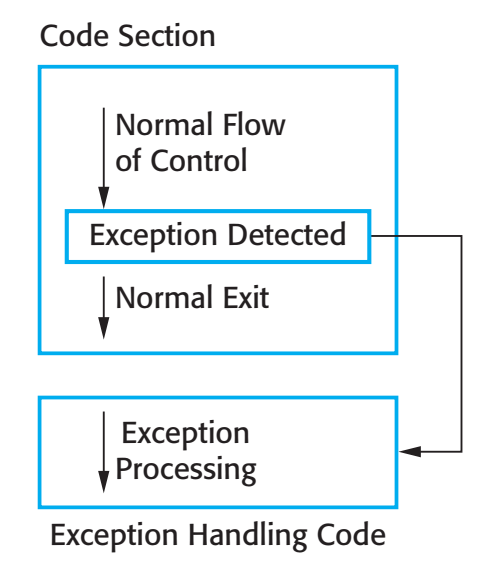 Code Section
Normal Flow
of Control
Exception Detected
Normal Exit
Exception
Processing
Exception Handling Code